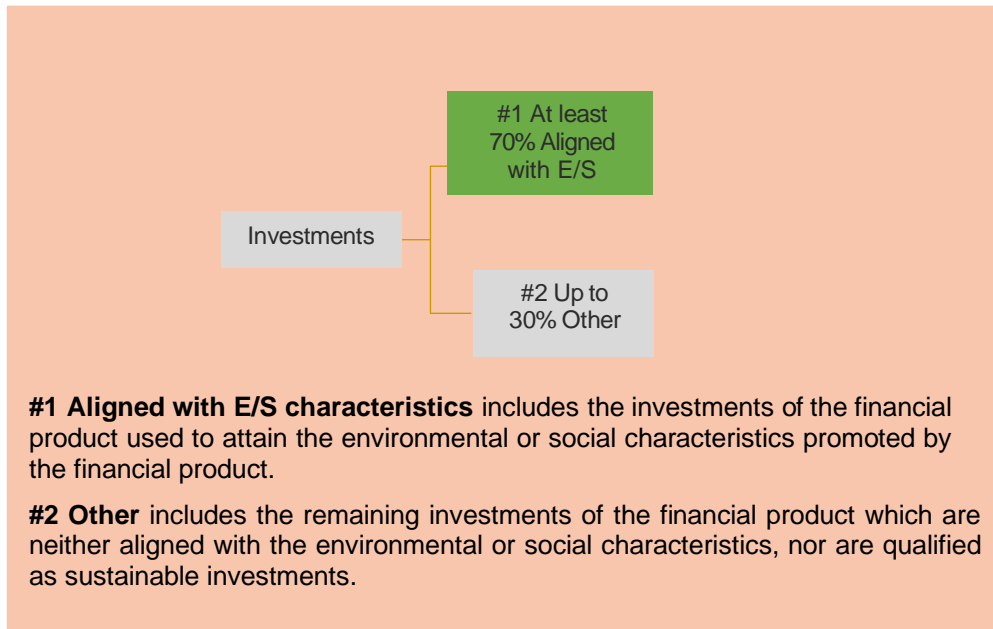 #1 At least
70% Aligned
with E/S
Investments
#2 Up to
30% Other
#1 Aligned with E/S characteristics includes the investments of the financial
product used to attain the environmental or social characteristics promoted by
the financial product.
#2 Other includes the remaining investments of the financial product which are
neither aligned with the environmental or social characteristics, nor are qualified
as sustainable investments.